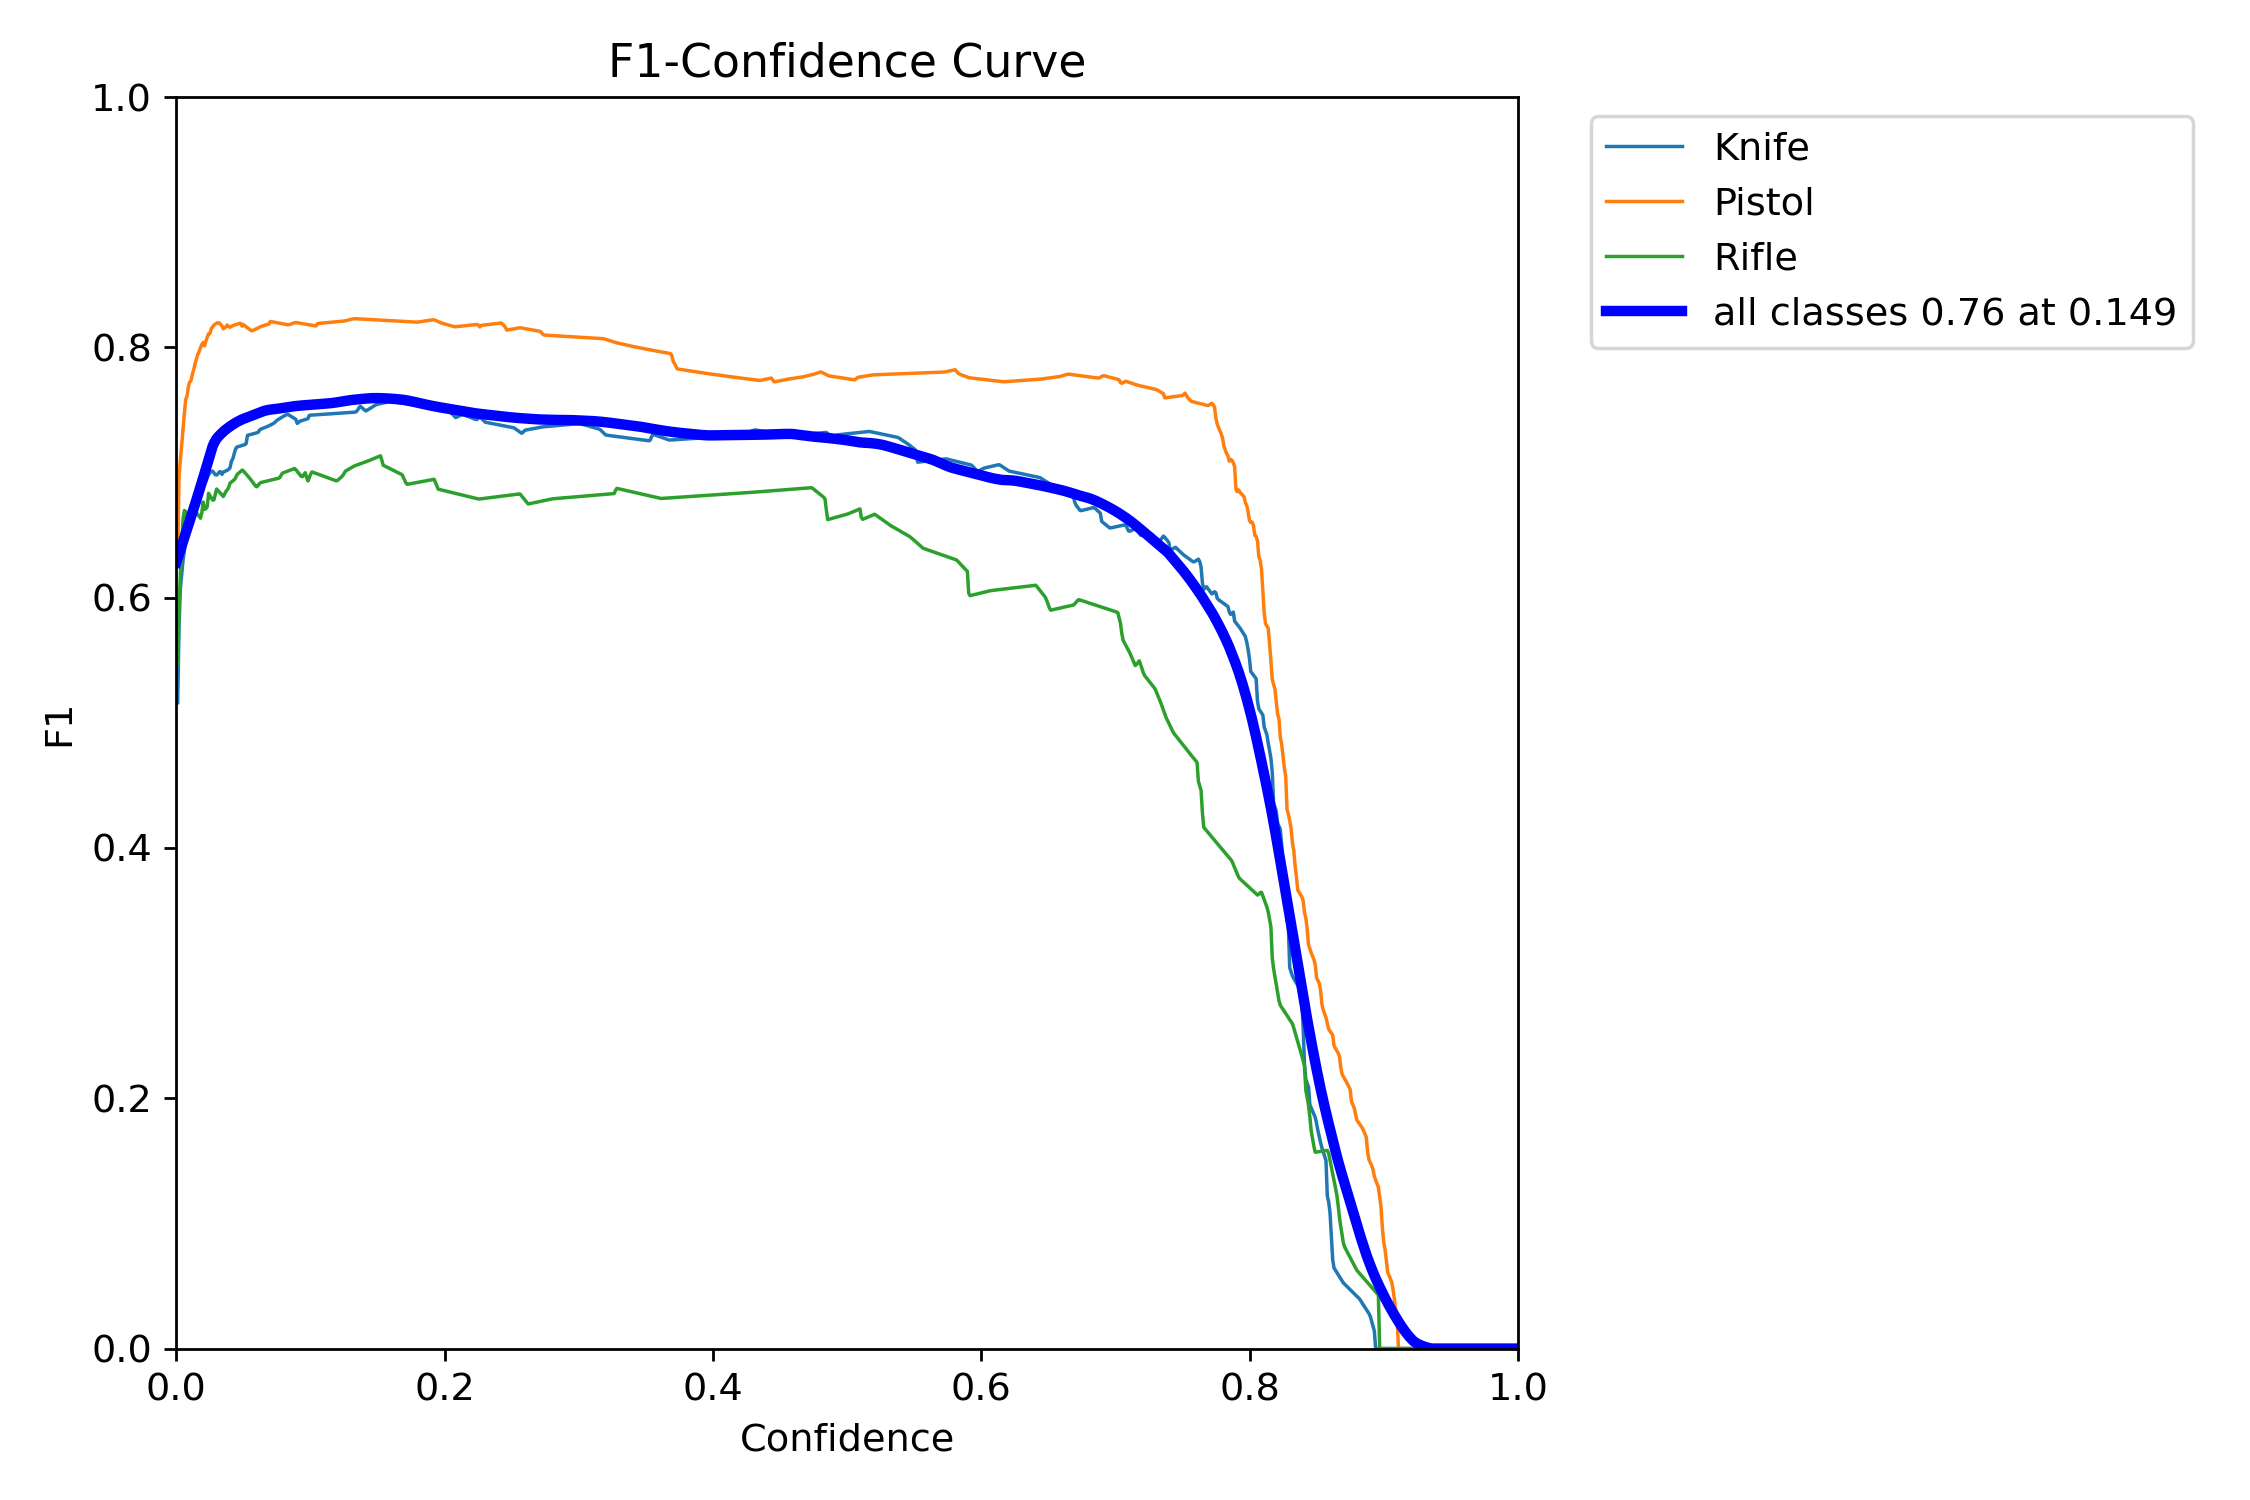 F1-Confidence Curve
1.0
0.8
0.6
0.4
0.2
0.0
F1
0.0 0.2 0.4 0.6 0.8 1.0
Confidence
Knife
Pistol
Rifle
all classes 0.76 at 0.149